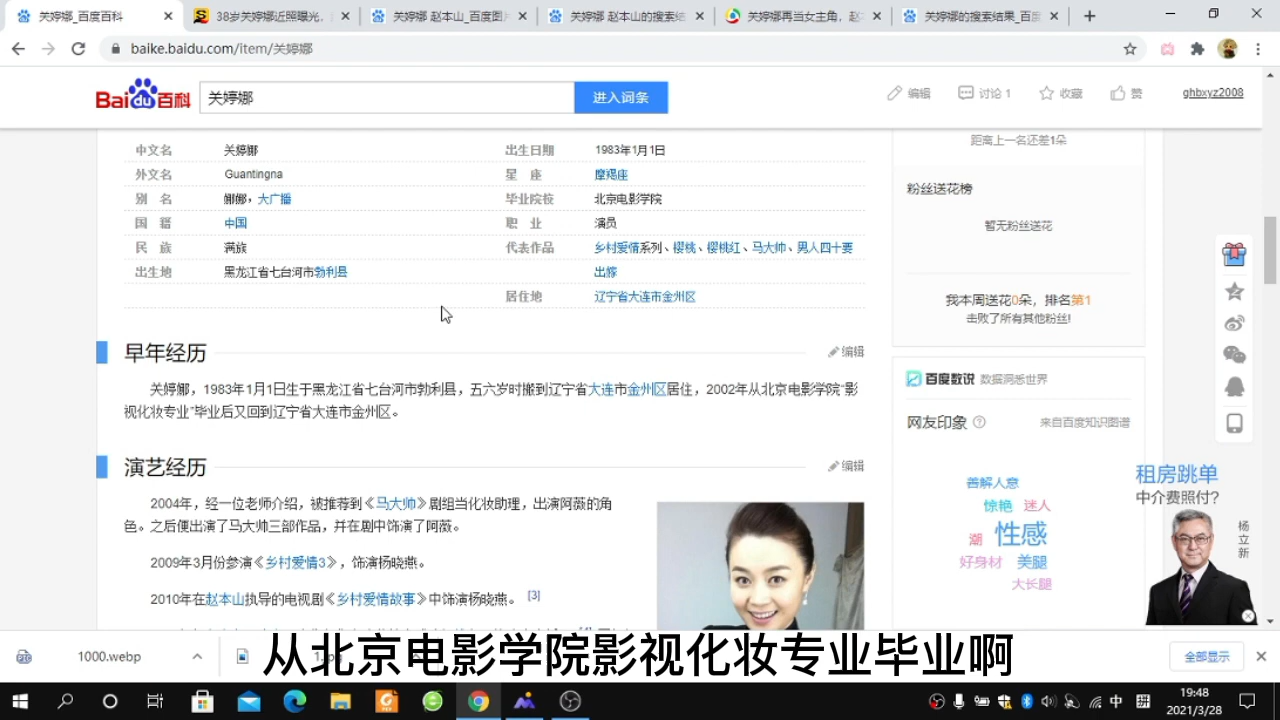 关婷娜_百度百科
38岁关婷娜近照曝光,
关婷娜 赵本山_百度图片
关婷娜 赵本山的搜索结
关婷娜再当女主角,
关婷娜的搜索结果_百度
baike.baidu.com/item/关婷娜
Baidu百科
关婷娜
进入词条
编辑
讨论 1
收藏
赞
ghbxyz2008
中文名 关婷娜
外文名 Guantingna
别 名 娜娜，大广播
国 籍 中国
民 族 满族
出生地 黑龙江省七台河市勃利县
出生日期 1983年1月1日
星 座 摩羯座
毕业院校 北京电影学院
职 业 演员
代表作品 乡村爱情系列、樱桃、樱桃红、马大帅、男人四十要
出嫁
居住地 辽宁省大连市金州区
距离上一名还差1朵
粉丝送花榜
暂无粉丝送花
我本周送花0朵，排名第1
击败了所有其他粉丝!
早年经历
编辑
关婷娜，1983年1月1日生于黑龙江省七台河市勃利县，五六岁时搬到辽宁省大连市金州区居住，2002年从北京电影学院“影
视化妆专业”毕业后又回到辽宁省大连市金州区。
演艺经历
编辑
2004年，经一位老师介绍，被推荐到《马大帅》剧组当化妆助理，出演阿薇的角
色。之后便出演了马大帅三部作品，并在剧中饰演了阿薇。
2009年3月份参演《乡村爱情3》，饰演杨晓燕。
2010年在赵本山执导的电视剧《乡村爱情故事》中饰演杨晓燕。 [3]
百度数说 数据洞悉世界
网友印象
来自百度知识图谱
善解人意
惊艳 迷人
潮 性感
好身材 美腿
大长腿
租房跳单
中介费照付?
杨立新
1000.webp
从北京电影学院影视化妆专业毕业啊
全部显示
中
拼
19:48
2021/3/28